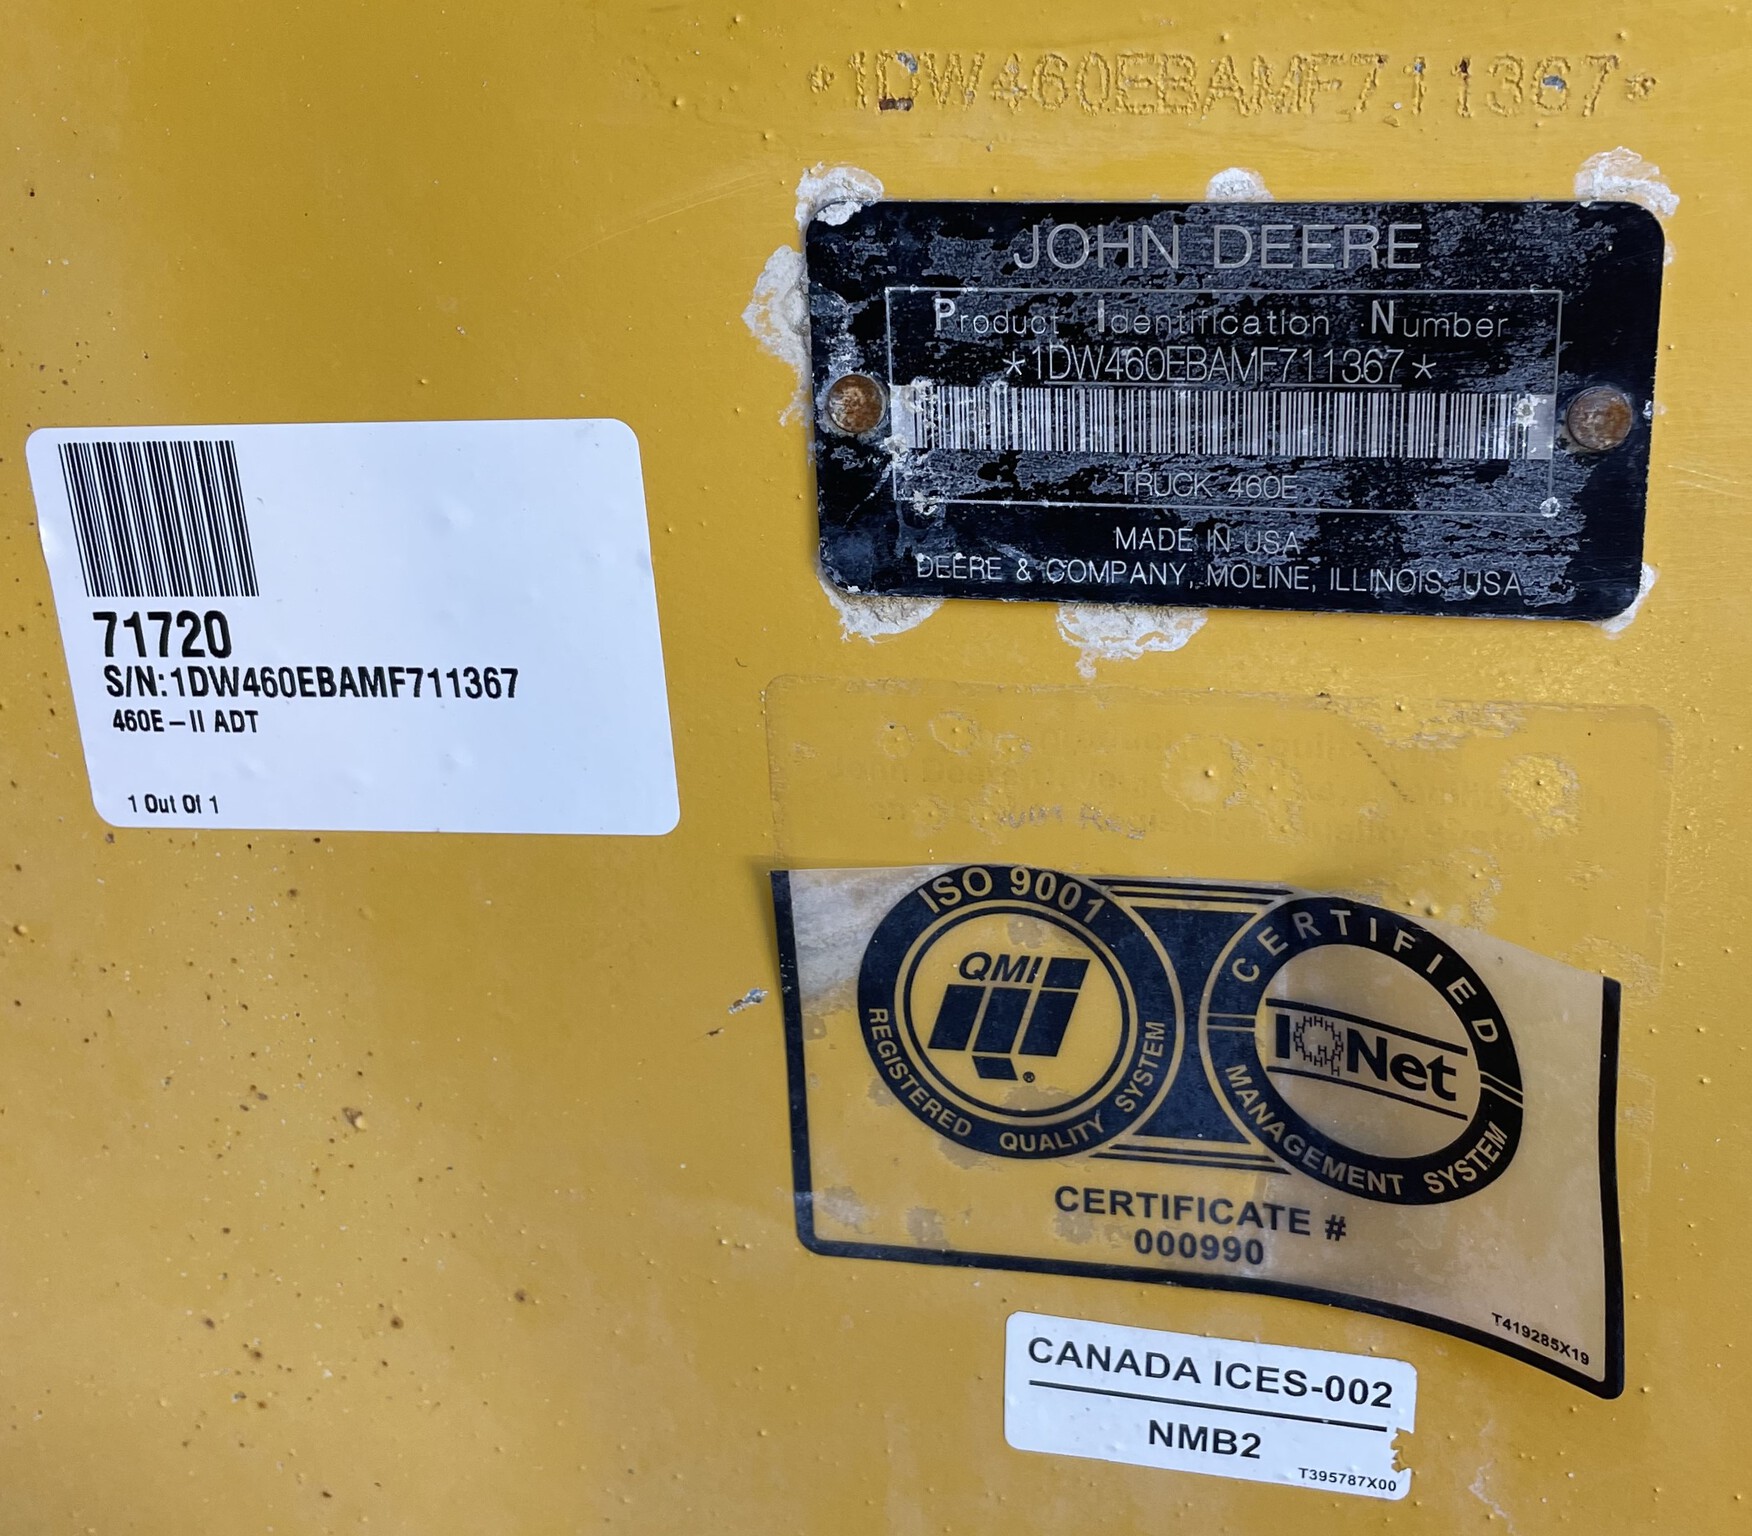 *1DW460EBAMF711367*
JOHN DEERE
Product Identification Number
*1DW460EBAMF711367*
TRUCK 460E
MADE IN USA
DEERE & COMPANY, MOLINE, ILLINOIS, USA
71720
S/N:1DW460EBAMF711367
460E-II ADT
1 Out Of 1
ISO 9001
QMI
®
REGISTERED QUALITY SYSTEM
CERTIFIED
IQNet
MANAGEMENT SYSTEM
CERTIFICATE #
000990
T419285X19
CANADA ICES-002
NMB2
T395787X00